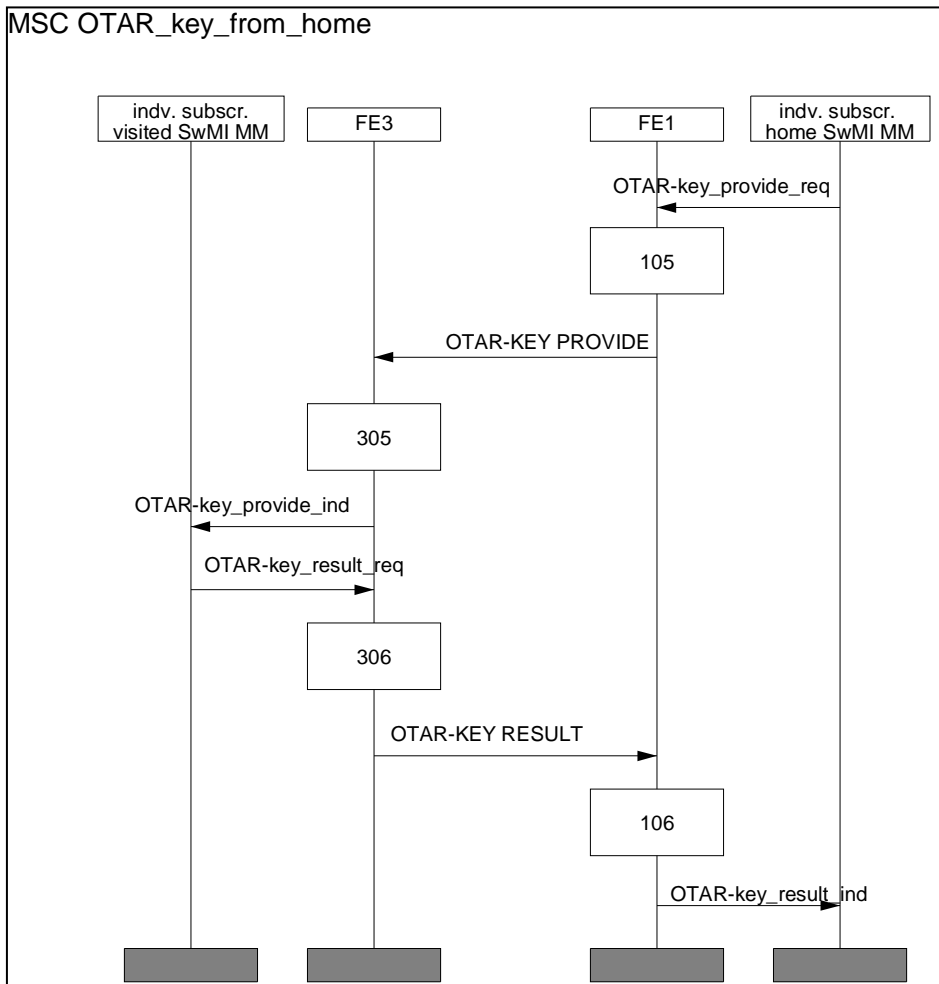 MSC OTAR_key_from_home
indv. subscr.
visited SwMI MM
FE3
FE1
indv. subscr.
home SwMI MM
OTAR-key_provide_req
105
OTAR-KEY PROVIDE
305
OTAR-key_provide_ind
OTAR-key_result_req
306
OTAR-KEY RESULT
106
OTAR-key_result_ind